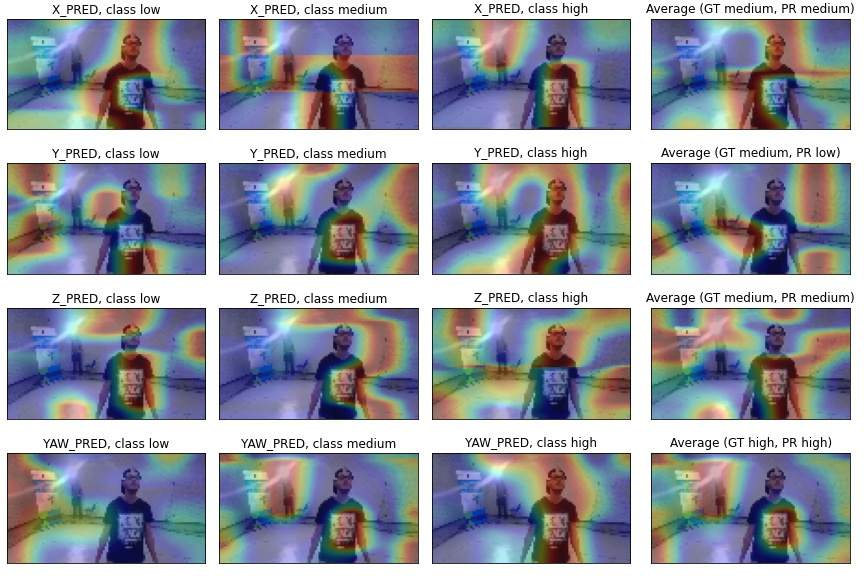 X_PRED, class low
X_PRED, class medium
X_PRED, class high
Average (GT medium, PR medium)
Y_PRED, class low
Y_PRED, class medium
Y_PRED, class high
Average (GT medium, PR low)
Z_PRED, class low
Z_PRED, class medium
Z_PRED, class high
Average (GT medium, PR medium)
YAW_PRED, class low
YAW_PRED, class medium
YAW_PRED, class high
Average (GT high, PR high)